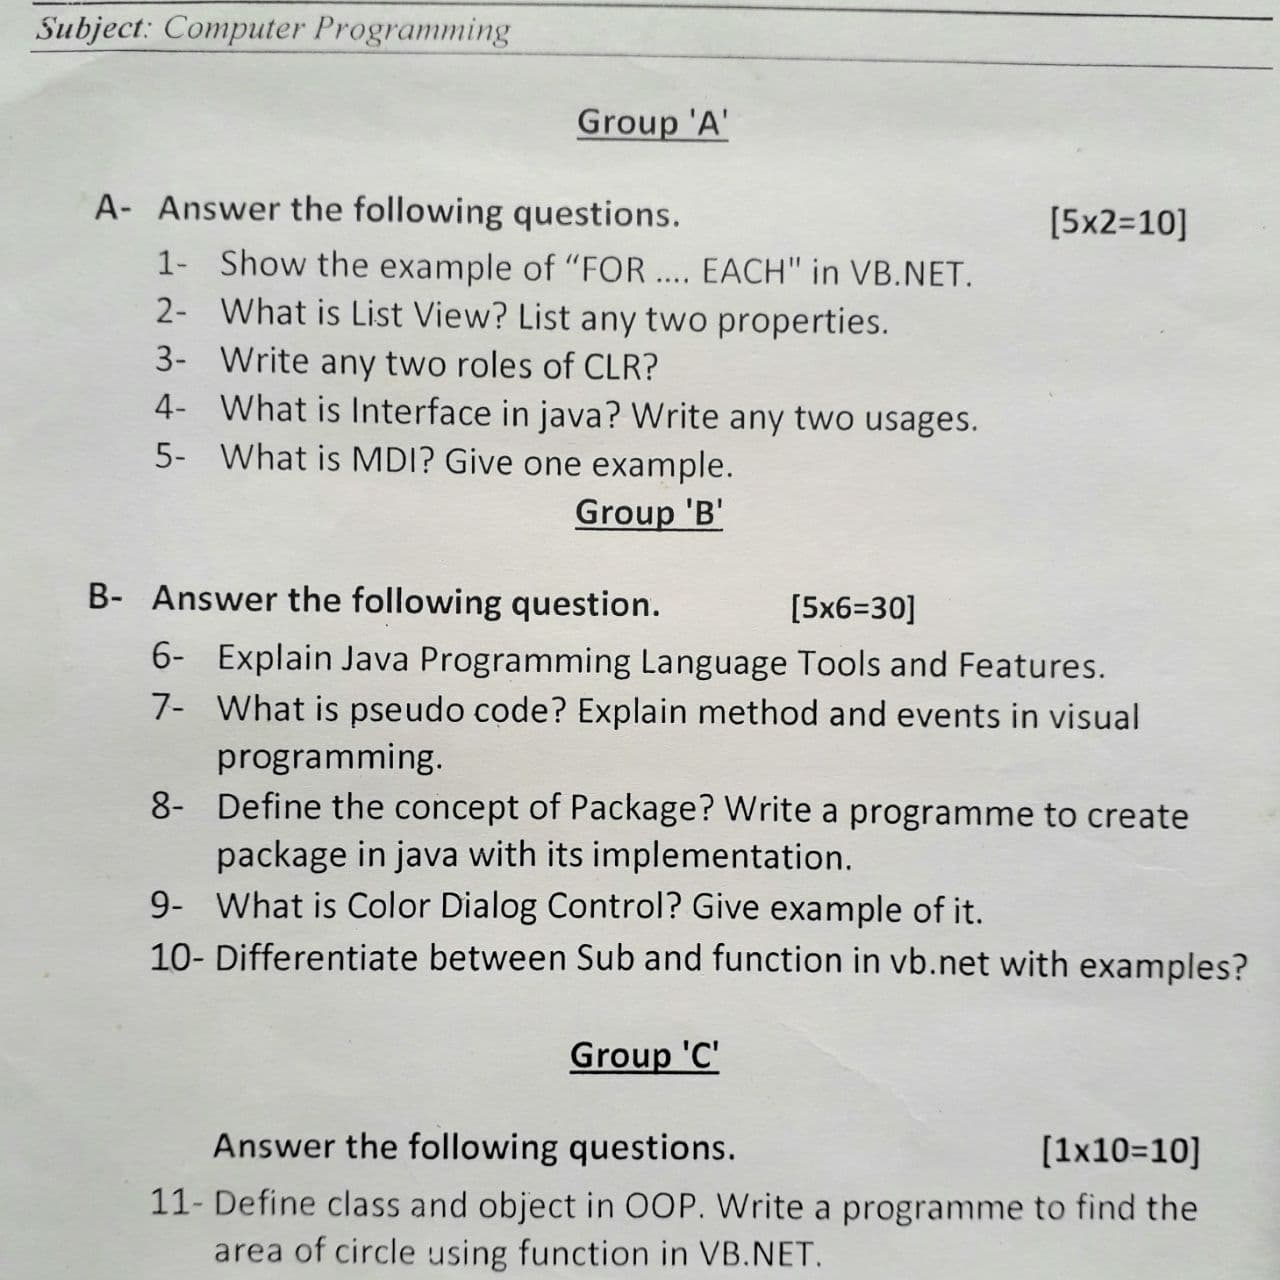 Subject: Computer Programming
Group 'A'
A- Answer the following questions. [5x2=10]
1- Show the example of “FOR .... EACH" in VB.NET.
2- What is List View? List any two properties.
3- Write any two roles of CLR?
4- What is Interface in java? Write any two usages.
5- What is MDI? Give one example.
Group 'B'
B- Answer the following question. [5x6=30]
6- Explain Java Programming Language Tools and Features.
7- What is pseudo code? Explain method and events in visual
programming.
8- Define the concept of Package? Write a programme to create
package in java with its implementation.
9- What is Color Dialog Control? Give example of it.
10- Differentiate between Sub and function in vb.net with examples?
Group 'C'
Answer the following questions. [1x10=10]
11- Define class and object in OOP. Write a programme to find the
area of circle using function in VB.NET.